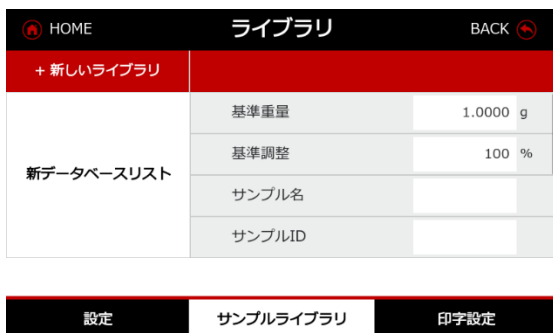 HOME ライブラリ BACK
+ 新しいライブラリ
基準重量 1.0000 g
基準調整 100 %
新データベースリスト
サンプル名
サンプルID
設定 サンプルライブラリ 印字設定